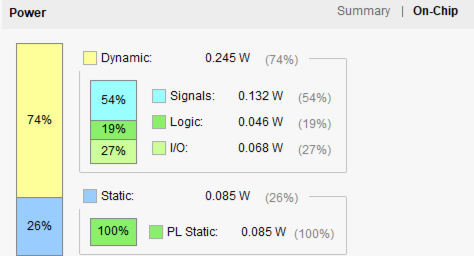 Power Summary | On-Chip
Dynamic: 0.245 W (74%)
74%
54% Signals: 0.132 W (54%)
19% Logic: 0.046 W (19%)
27% I/O: 0.068 W (27%)
26%
Static: 0.085 W (26%)
100% PL Static: 0.085 W (100%)